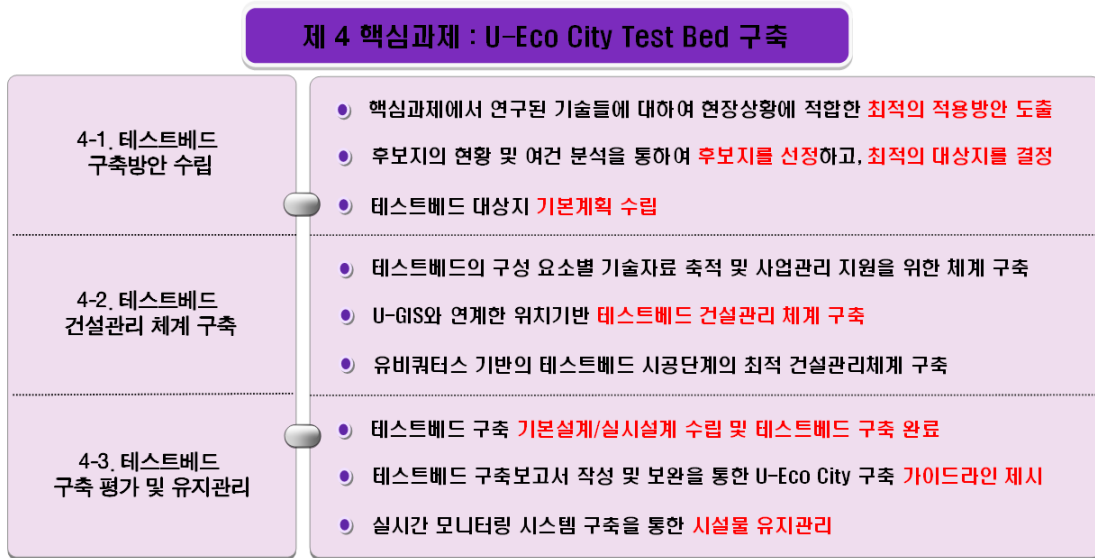 제 4 핵심과제 : U-Eco City Test Bed 구축
4-1. 테스트베드
구축방안 수립
핵심과제에서 연구된 기술들에 대하여 현장상황에 적합한 최적의 적용방안 도출
후보지의 현황 및 여건 분석을 통하여 후보지를 선정하고, 최적의 대상지를 결정
테스트베드 대상지 기본계획 수립
4-2. 테스트베드
건설관리 체계 구축
테스트베드의 구성 요소별 기술자료 축적 및 사업관리 지원을 위한 체계 구축
U-GIS와 연계한 위치기반 테스트베드 건설관리 체계 구축
유비쿼터스 기반의 테스트베드 시공단계의 최적 건설관리체계 구축
4-3. 테스트베드
구축 평가 및 유지관리
테스트베드 구축 기본설계/실시설계 수립 및 테스트베드 구축 완료
테스트베드 구축보고서 작성 및 보완을 통한 U-Eco City 구축 가이드라인 제시
실시간 모니터링 시스템 구축을 통한 시설물 유지관리